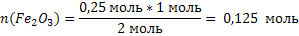 n(Fe₂O₃) = 0,25 моль * 1 моль / 2 моль = 0,125 моль